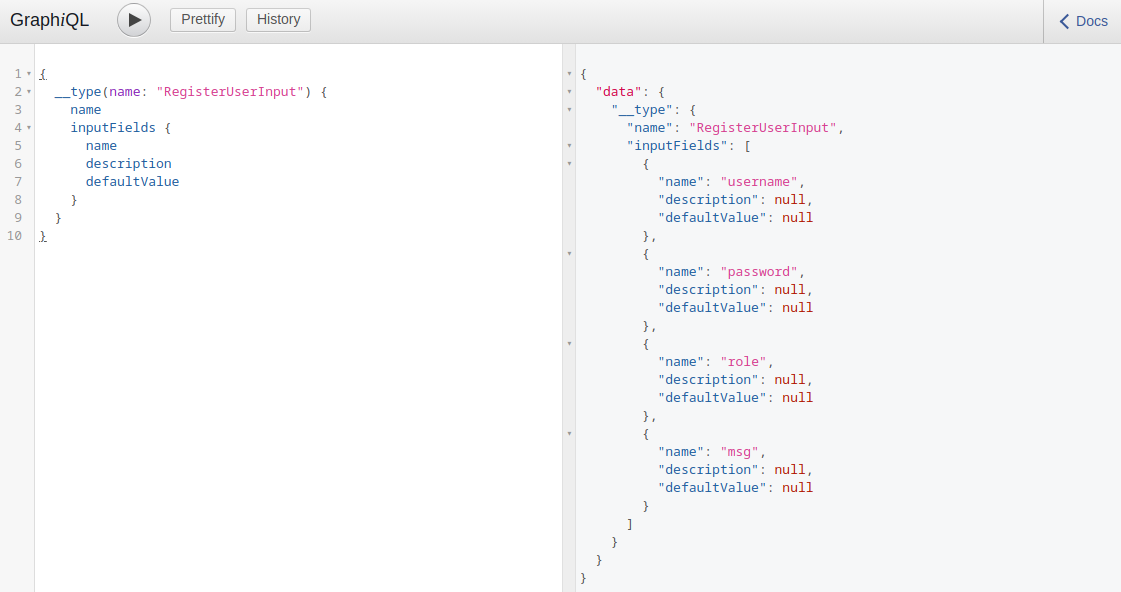 GraphiQL Prettify History Docs
1 {
2 __type(name: "RegisterUserInput") {
3 name
4 inputFields {
5 name
6 description
7 defaultValue
8 }
9 }
10 }
{
"data": {
"__type": {
"name": "RegisterUserInput",
"inputFields": [
{
"name": "username",
"description": null,
"defaultValue": null
},
{
"name": "password",
"description": null,
"defaultValue": null
},
{
"name": "role",
"description": null,
"defaultValue": null
},
{
"name": "msg",
"description": null,
"defaultValue": null
}
]
}
}
}